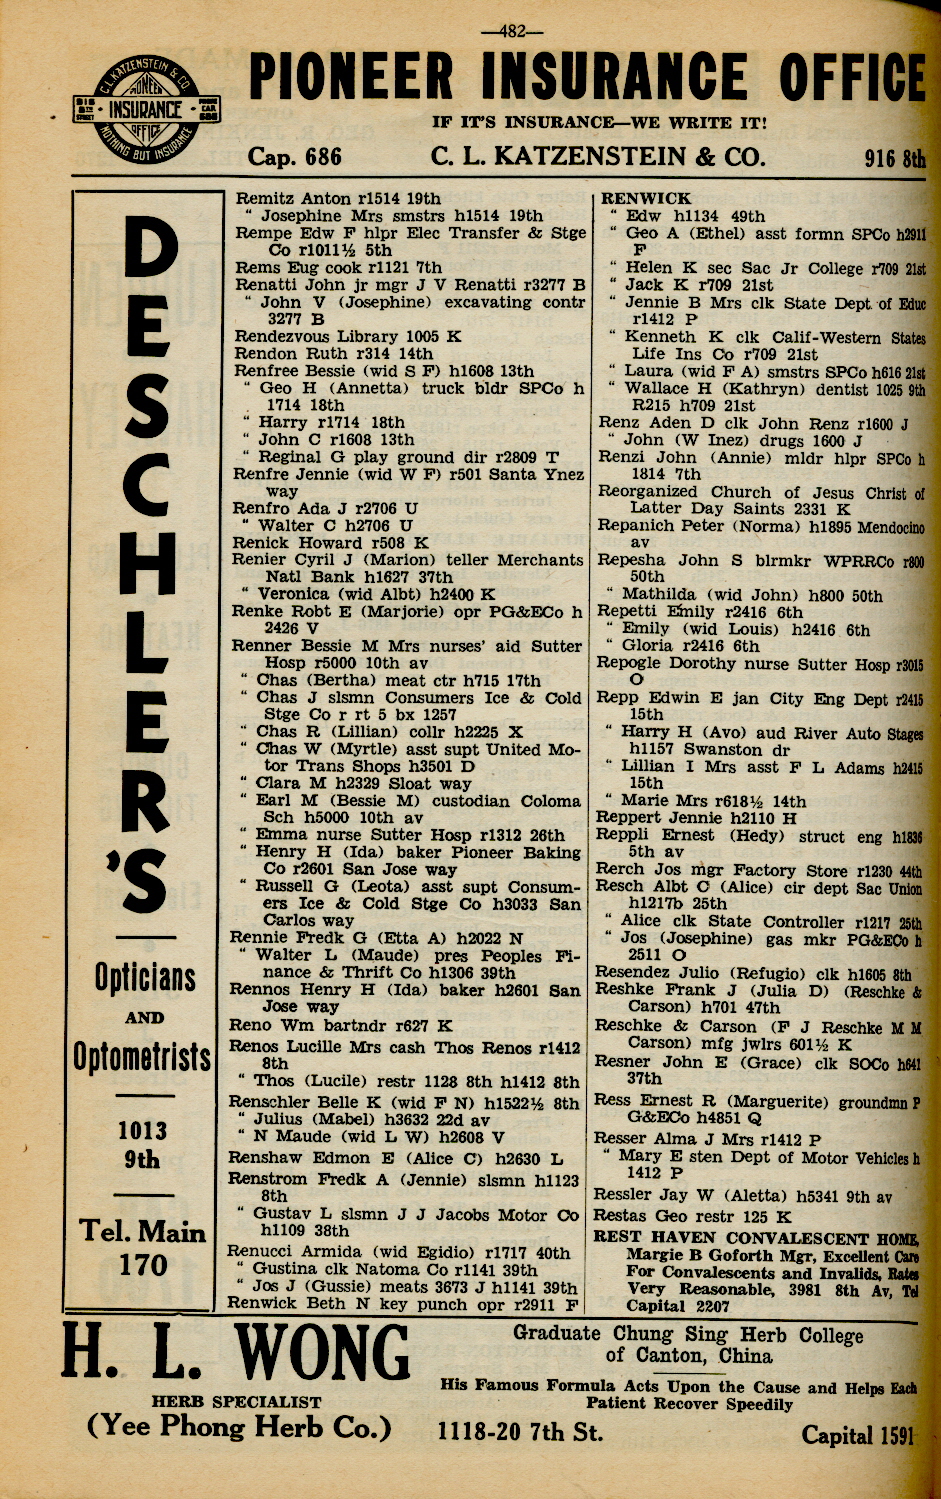 —482—
C. L. KATZENSTEIN & CO.
PIONEER
INSURANCE
OFFICE
NOTHING BUT INSURANCE
916
8TH
STREET
PHONE
CAP.
686
PIONEER INSURANCE OFFICE
IF IT'S INSURANCE—WE WRITE IT!
Cap. 686 C. L. KATZENSTEIN & CO. 916 8th
DESCHLER'S
Opticians
AND
Optometrists
1013
9th
Tel. Main
170
Remitz Anton r1514 19th
" Josephine Mrs smstrs h1514 19th
Rempe Edw F hlpr Elec Transfer & Stge
Co r1011½ 5th
Rems Eug cook r1121 7th
Renatti John jr mgr J V Renatti r3277 B
" John V (Josephine) excavating contr
3277 B
Rendezvous Library 1005 K
Rendon Ruth r314 14th
Renfree Bessie (wid S F) h1608 13th
" Geo H (Annetta) truck bldr SPCo h
1714 18th
" Harry r1714 18th
" John C r1608 13th
" Reginal G play ground dir r2809 T
Renfre Jennie (wid W F) r501 Santa Ynez
way
Renfro Ada J r2706 U
" Walter C h2706 U
Renick Howard r508 K
Renier Cyril J (Marion) teller Merchants
Natl Bank h1627 37th
" Veronica (wid Albt) h2400 K
Renke Robt E (Marjorie) opr PG&ECo h
2426 V
Renner Bessie M Mrs nurses' aid Sutter
Hosp r5000 10th av
" Chas (Bertha) meat ctr h715 17th
" Chas J slsmn Consumers Ice & Cold
Stge Co r rt 5 bx 1257
" Chas R (Lillian) collr h2225 X
" Chas W (Myrtle) asst supt United Mo-
tor Trans Shops h3501 D
" Clara M h2329 Sloat way
" Earl M (Bessie M) custodian Coloma
Sch h5000 10th av
" Emma nurse Sutter Hosp r1312 26th
" Henry H (Ida) baker Pioneer Baking
Co r2601 San Jose way
" Russell G (Leota) asst supt Consum-
ers Ice & Cold Stge Co h3033 San
Carlos way
Rennie Fredk G (Etta A) h2022 N
" Walter L (Maude) pres Peoples Fi-
nance & Thrift Co h1306 39th
Rennos Henry H (Ida) baker h2601 San
Jose way
Reno Wm bartndr r627 K
Renos Lucille Mrs cash Thos Renos r1412
8th
" Thos (Lucile) restr 1128 8th h1412 8th
Renschler Belle K (wid F N) h1522½ 8th
" Julius (Mabel) h3632 22d av
" N Maude (wid L W) h2608 V
Renshaw Edmon E (Alice C) h2630 L
Renstrom Fredk A (Jennie) slsmn h1123
8th
" Gustav L slsmn J J Jacobs Motor Co
h1109 38th
Renucci Armida (wid Egidio) r1717 40th
" Gustina clk Natoma Co r1141 39th
" Jos J (Gussie) meats 3673 J h1141 39th
Renwick Beth N key punch opr r2911 F
RENWICK
" Edw h1134 49th
" Geo A (Ethel) asst formn SPCo h2911
F
" Helen K sec Sac Jr College r709 21st
" Jack K r709 21st
" Jennie B Mrs clk State Dept of Educ
r1412 P
" Kenneth K clk Calif-Western States
Life Ins Co r709 21st
" Laura (wid F A) smstrs SPCo h616 21st
" Wallace H (Kathryn) dentist 1025 9th
R215 h709 21st
Renz Aden D clk John Renz r1600 J
" John (W Inez) drugs 1600 J
Renzi John (Annie) mldr hlpr SPCo h
1814 7th
Reorganized Church of Jesus Christ of
Latter Day Saints 2331 K
Repanich Peter (Norma) h1895 Mendocino
av
Repesha John S blrmkr WPRRCo r800
50th
" Mathilda (wid John) h800 50th
Repetti Emily r2416 6th
" Emily (wid Louis) h2416 6th
" Gloria r2416 6th
Repogle Dorothy nurse Sutter Hosp r3015
O
Repp Edwin E jan City Eng Dept r2415
15th
" Harry H (Avo) aud River Auto Stages
h1157 Swanston dr
" Lillian I Mrs asst F L Adams h2415
15th
" Marie Mrs r618½ 14th
Reppert Jennie h2110 H
Reppli Ernest (Hedy) struct eng h1836
5th av
Rerch Jos mgr Factory Store r1230 44th
Resch Albt C (Alice) cir dept Sac Union
h1217b 25th
" Alice clk State Controller r1217 25th
" Jos (Josephine) gas mkr PG&ECo h
2511 O
Resendez Julio (Refugio) clk h1605 8th
Reshke Frank J (Julia D) (Reschke &
Carson) h701 47th
Reschke & Carson (F J Reschke M M
Carson) mfg jwlrs 601½ K
Resner John E (Grace) clk SOCo h641
37th
Ress Ernest R (Marguerite) groundmn P
G&ECo h4851 Q
Resser Alma J Mrs r1412 P
" Mary E sten Dept of Motor Vehicles h
1412 P
Ressler Jay W (Aletta) h5341 9th av
Restas Geo restr 125 K
REST HAVEN CONVALESCENT HOME,
Margie B Goforth Mgr, Excellent Care
For Convalescents and Invalids, Rates
Very Reasonable, 3981 8th Av, Tel
Capital 2207
H. L. WONG
HERB SPECIALIST
(Yee Phong Herb Co.)
Graduate Chung Sing Herb College
of Canton, China
His Famous Formula Acts Upon the Cause and Helps Each
Patient Recover Speedily
1118-20 7th St. Capital 1591